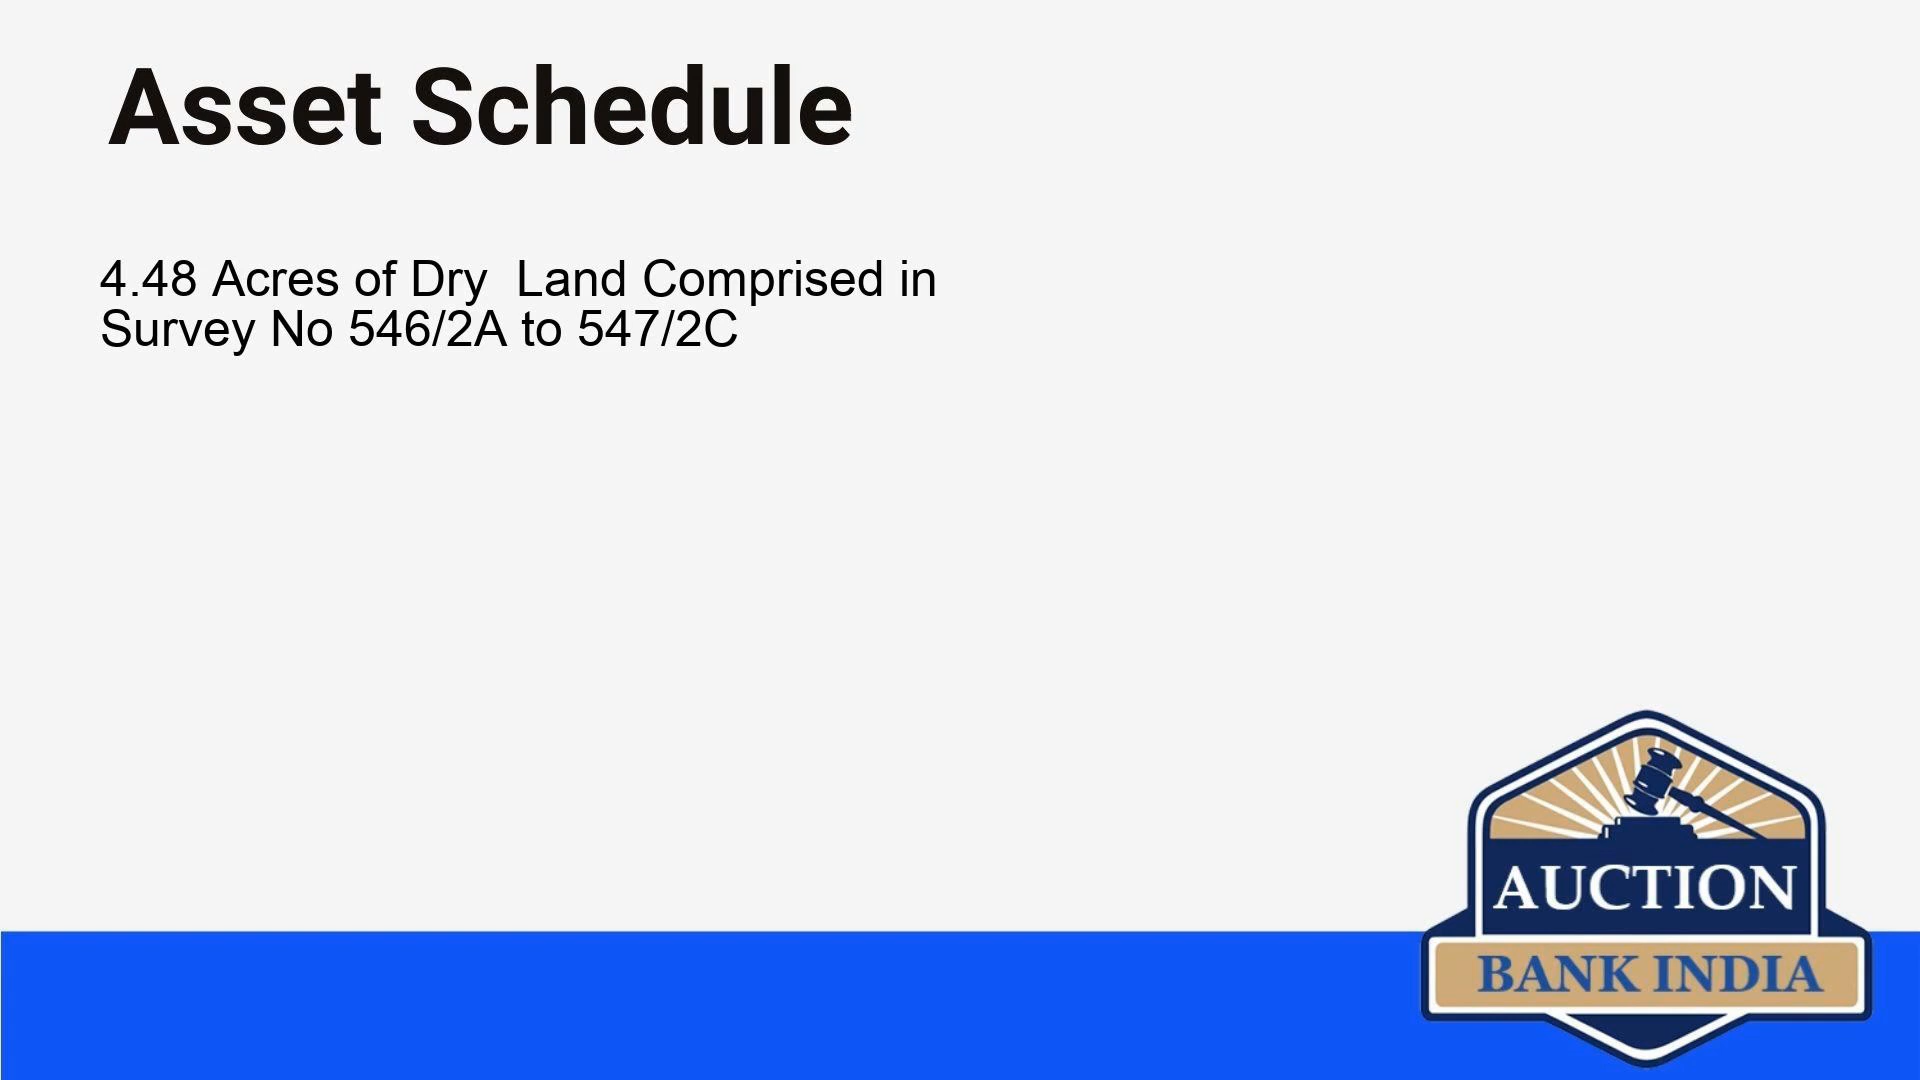 Asset Schedule
4.48 Acres of Dry  Land Comprised in
Survey No 546/2A to 547/2C
AUCTION
BANK INDIA